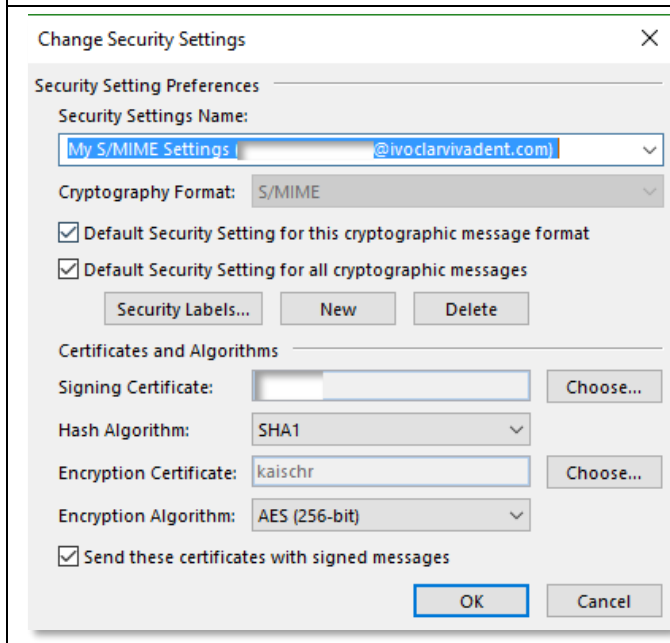 Change Security Settings
Security Setting Preferences
Security Settings Name:
My S/MIME Settings ( @ivoclarvivadent.com)
Cryptography Format: S/MIME
Default Security Setting for this cryptographic message format
Default Security Setting for all cryptographic messages
Security Labels... New Delete
Certificates and Algorithms
Signing Certificate: Choose...
Hash Algorithm: SHA1
Encryption Certificate: kaischr Choose...
Encryption Algorithm: AES (256-bit)
Send these certificates with signed messages
OK Cancel